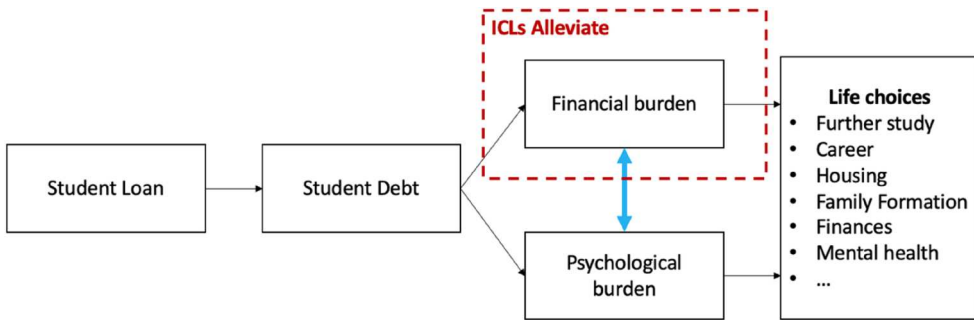 ICLs Alleviate
Financial burden
Student Loan
Student Debt
Psychological
burden
Life choices
• Further study
• Career
• Housing
• Family Formation
• Finances
• Mental health
• ...